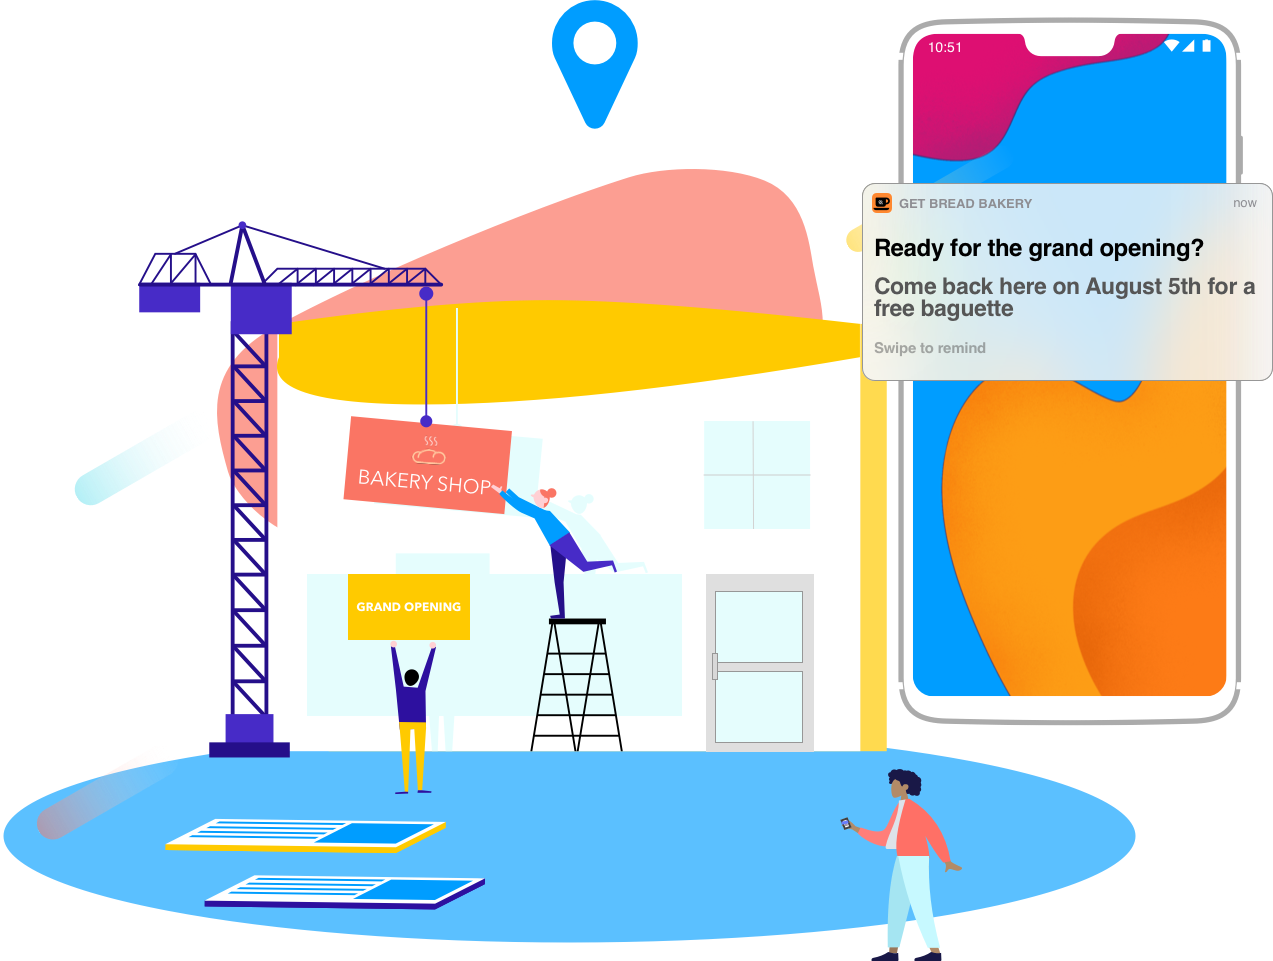 10:51
GET BREAD BAKERY
now
Ready for the grand opening?
Come back here on August 5th for a
free baguette
Swipe to remind
BAKERY SHOP
GRAND OPENING